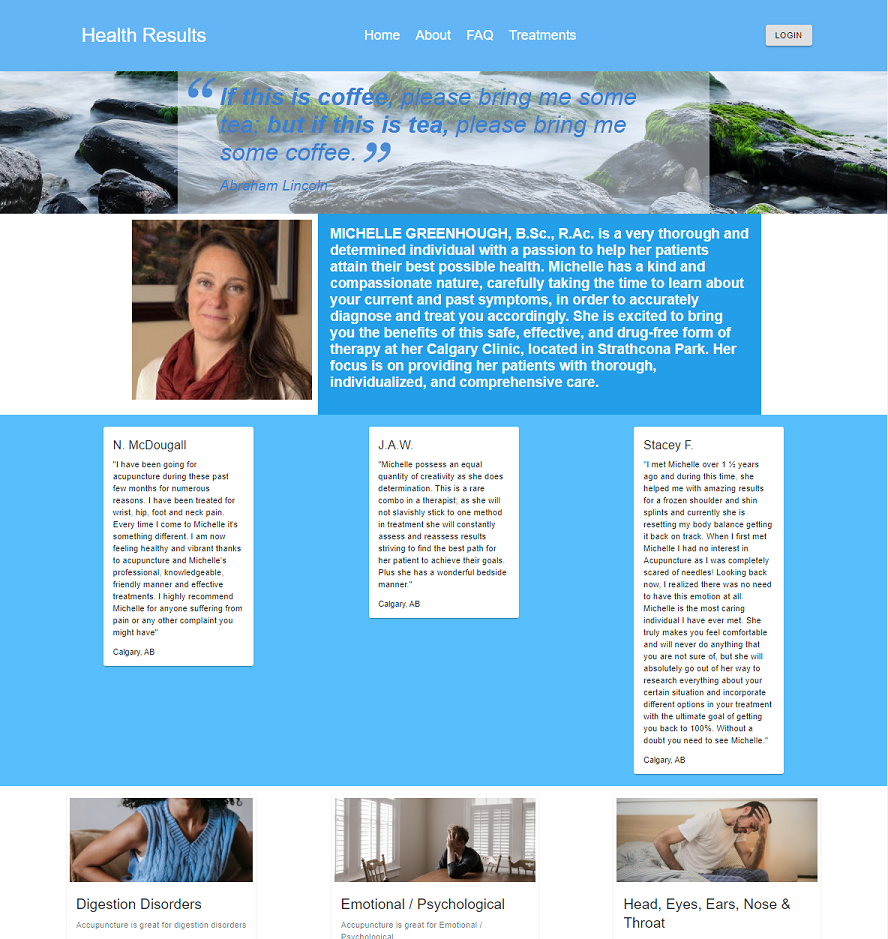 Health Results
Home About FAQ Treatments
LOGIN
“ If this is coffee, please bring me some
tea; but if this is tea, please bring me
some coffee. ”
Abraham Lincoln
MICHELLE GREENHOUGH, B.Sc., R.Ac. is a very thorough and
determined individual with a passion to help her patients
attain their best possible health. Michelle has a kind and
compassionate nature, carefully taking the time to learn about
your current and past symptoms, in order to accurately
diagnose and treat you accordingly. She is excited to bring
you the benefits of this safe, effective, and drug-free form of
therapy at her Calgary Clinic, located in Strathcona Park. Her
focus is on providing her patients with thorough,
individualized, and comprehensive care.
N. McDougall
"I have been going for
acupuncture during these past
few months for numerous
reasons. I have been treated for
wrist, hip, foot and neck pain.
Every time I come to Michelle it's
something different. I am now
feeling healthy and vibrant thanks
to acupuncture and Michelle's
professional, knowledgeable,
friendly manner and effective
treatments. I highly recommend
Michelle for anyone suffering from
pain or any other complaint you
might have"
Calgary, AB
J.A.W.
"Michelle possess an equal
quantity of creativity as she does
determination. This is a rare
combo in a therapist; as she will
not slavishly stick to one method
in treatment she will constantly
assess and reassess results
striving to find the best path for
her patient to achieve their goals.
Plus she has a wonderful bedside
manner."
Calgary, AB
Stacey F.
"I met Michelle over 1 ½ years
ago and during this time, she
helped me with amazing results
for a frozen shoulder and shin
splints and currently she is
resetting my body balance getting
it back on track. When I first met
Michelle I had no interest in
Acupuncture as I was completely
scared of needles! Looking back
now, I realized there was no need
to have this emotion at all.
Michelle is the most caring
individual I have ever met. She
truly makes you feel comfortable
and will never do anything that
you are not sure of, but she will
absolutely go out of her way to
research everything about your
certain situation and incorporate
different options in your treatment
with the ultimate goal of getting
you back to 100%. Without a
doubt you need to see Michelle."
Calgary, AB
Digestion Disorders
Accupuncture is great for digestion disorders
Emotional / Psychological
Accupuncture is great for Emotional /
Psychological
Head, Eyes, Ears, Nose &
Throat